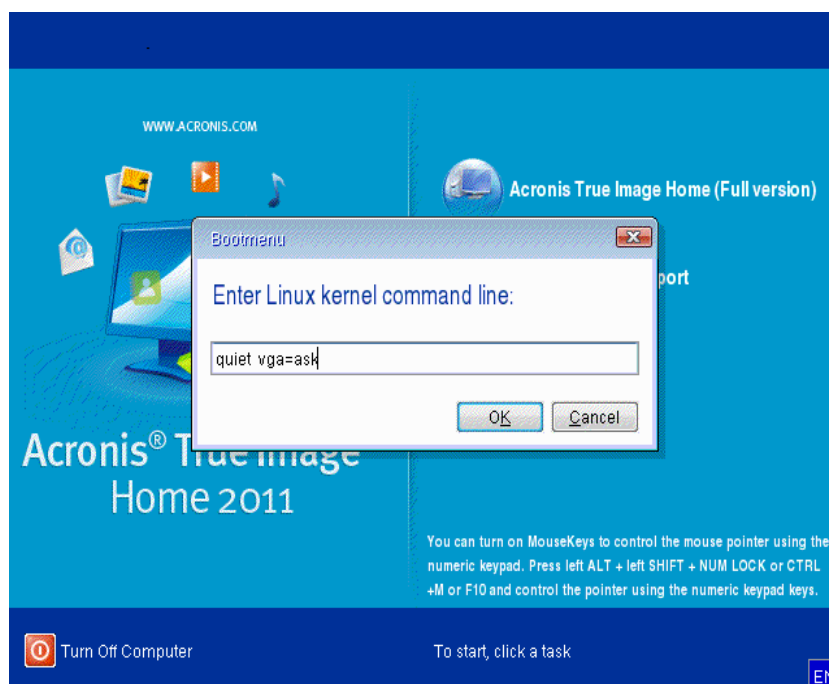 WWW.ACRONIS.COM
Acronis True Image Home (Full version)
Bootmenu
port
Enter Linux kernel command line:
quiet vga=ask
OK
Cancel
Acronis® True Image
Home 2011
You can turn on MouseKeys to control the mouse pointer using the
numeric keypad. Press left ALT + left SHIFT + NUM LOCK or CTRL
+M or F10 and control the pointer using the numeric keypad keys.
Turn Off Computer
To start, click a task
EN